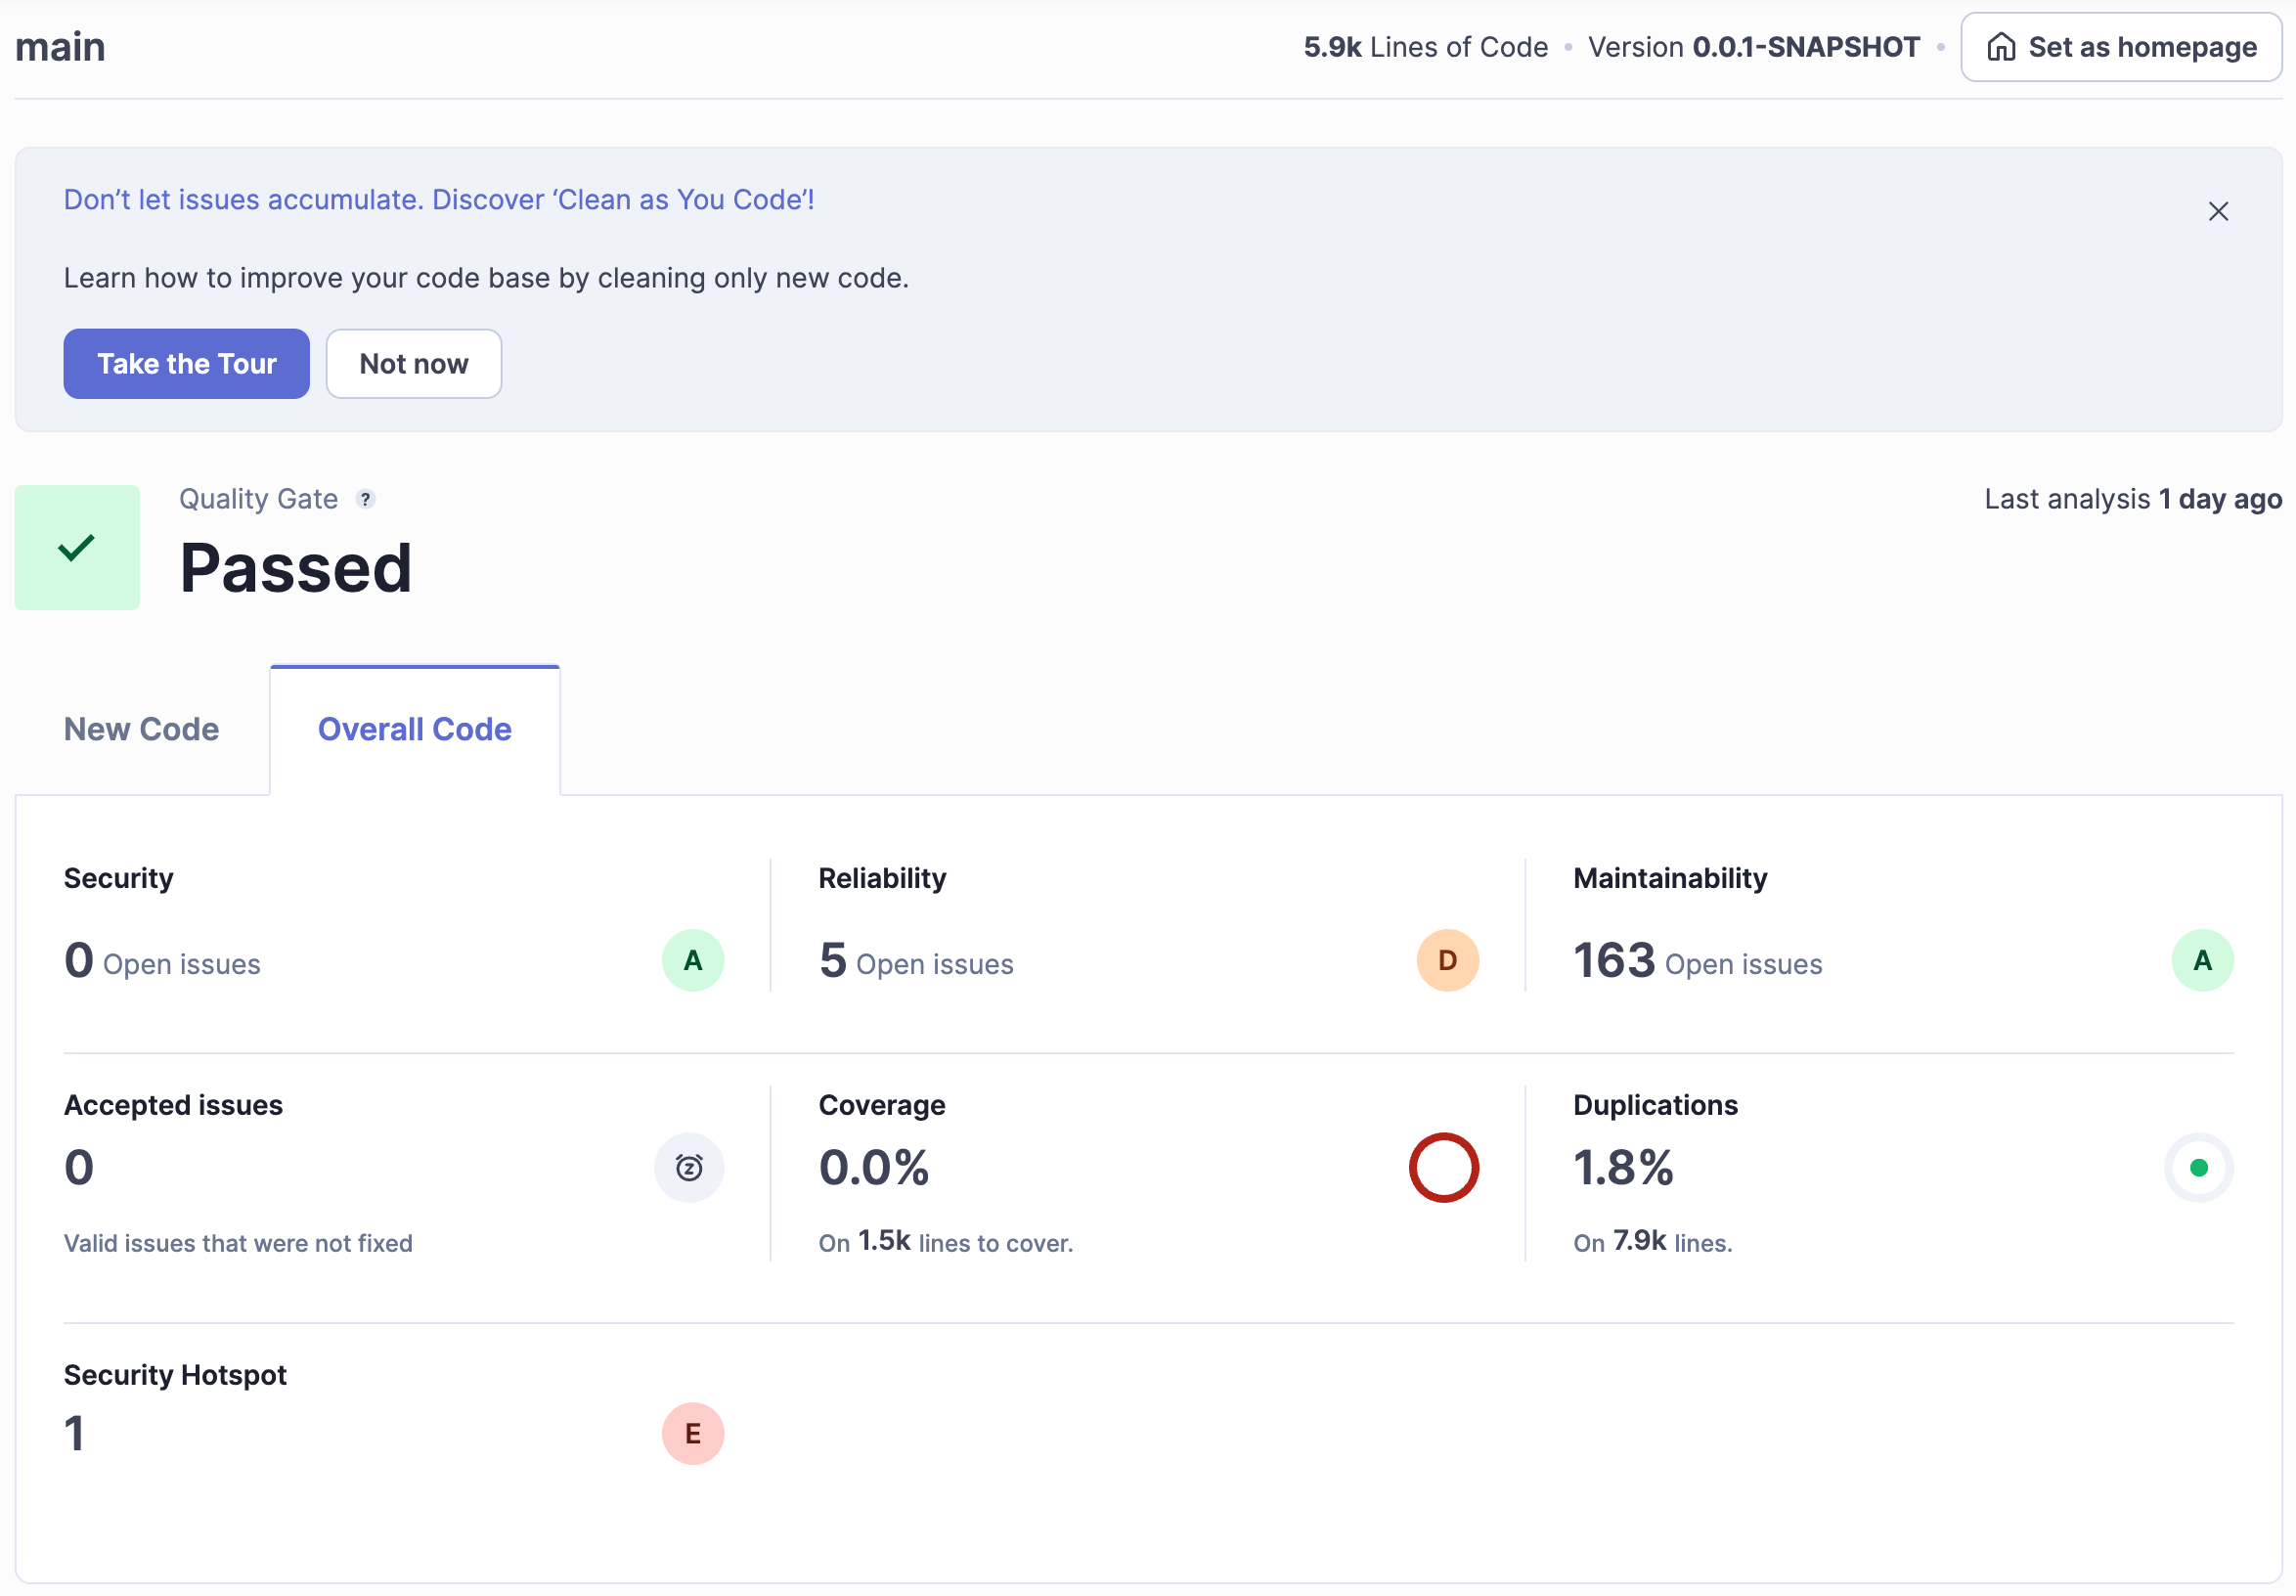 main
5.9k Lines of Code • Version 0.0.1-SNAPSHOT • Set as homepage
Don’t let issues accumulate. Discover ‘Clean as You Code’!
Learn how to improve your code base by cleaning only new code.
Take the Tour Not now
Quality Gate ? Last analysis 1 day ago
Passed
New Code Overall Code
Security Reliability Maintainability
0 Open issues A 5 Open issues D 163 Open issues A
Accepted issues Coverage Duplications
0 z 0.0% 1.8%
Valid issues that were not fixed On 1.5k lines to cover. On 7.9k lines.
Security Hotspot
1 E